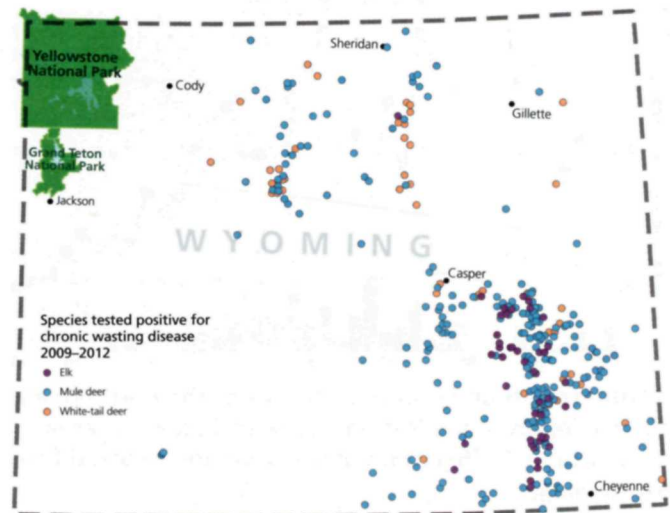 Yellowstone
National Park
Sheridan
Cody
Gillette
Grand Teton
National Park
Jackson
WYOMING
Casper
Species tested positive for
chronic wasting disease
2009–2012
Elk
Mule deer
White-tail deer
Cheyenne